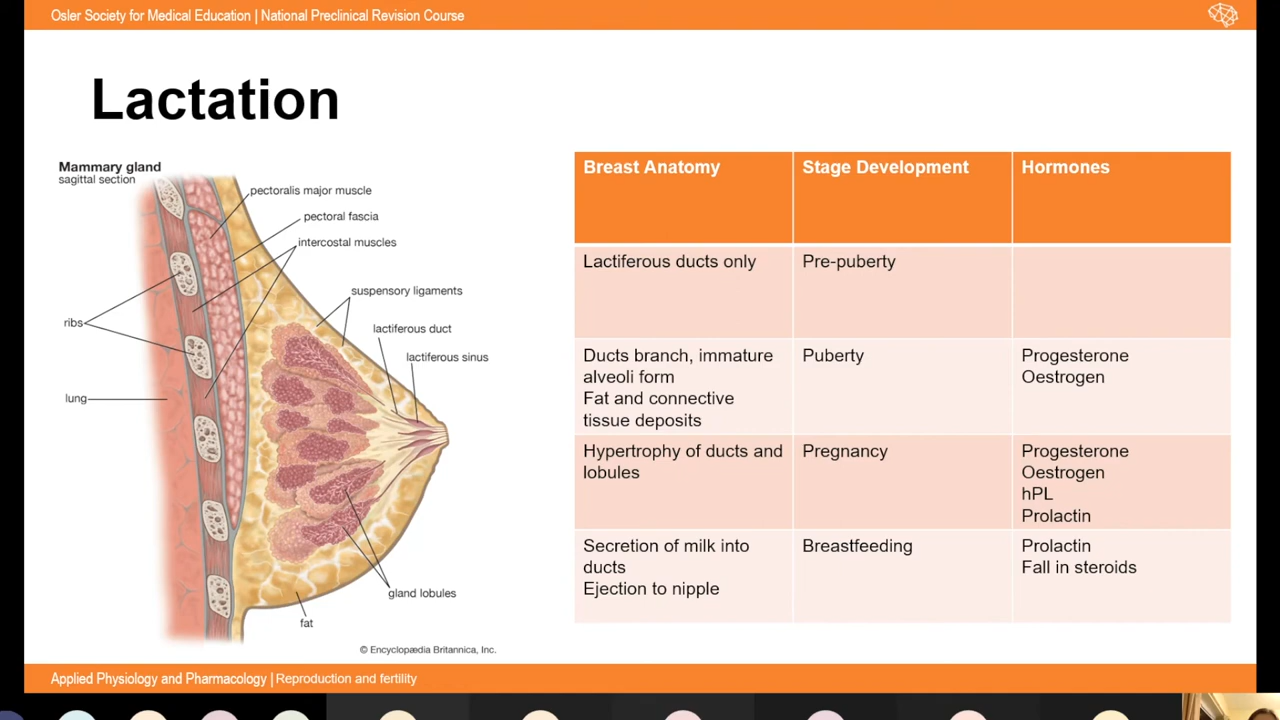 Osler Society for Medical Education | National Preclinical Revision Course
Lactation
Mammary gland
sagittal section
pectoralis major muscle
pectoral fascia
intercostal muscles
suspensory ligaments
lactiferous duct
lactiferous sinus
ribs
lung
gland lobules
fat
© Encyclopædia Britannica, Inc.
Breast Anatomy
Stage Development
Hormones
Lactiferous ducts only
Pre-puberty
Ducts branch, immature
alveoli form
Fat and connective
tissue deposits
Puberty
Progesterone
Oestrogen
Hypertrophy of ducts and
lobules
Pregnancy
Progesterone
Oestrogen
hPL
Prolactin
Secretion of milk into
ducts
Ejection to nipple
Breastfeeding
Prolactin
Fall in steroids
Applied Physiology and Pharmacology | Reproduction and fertility